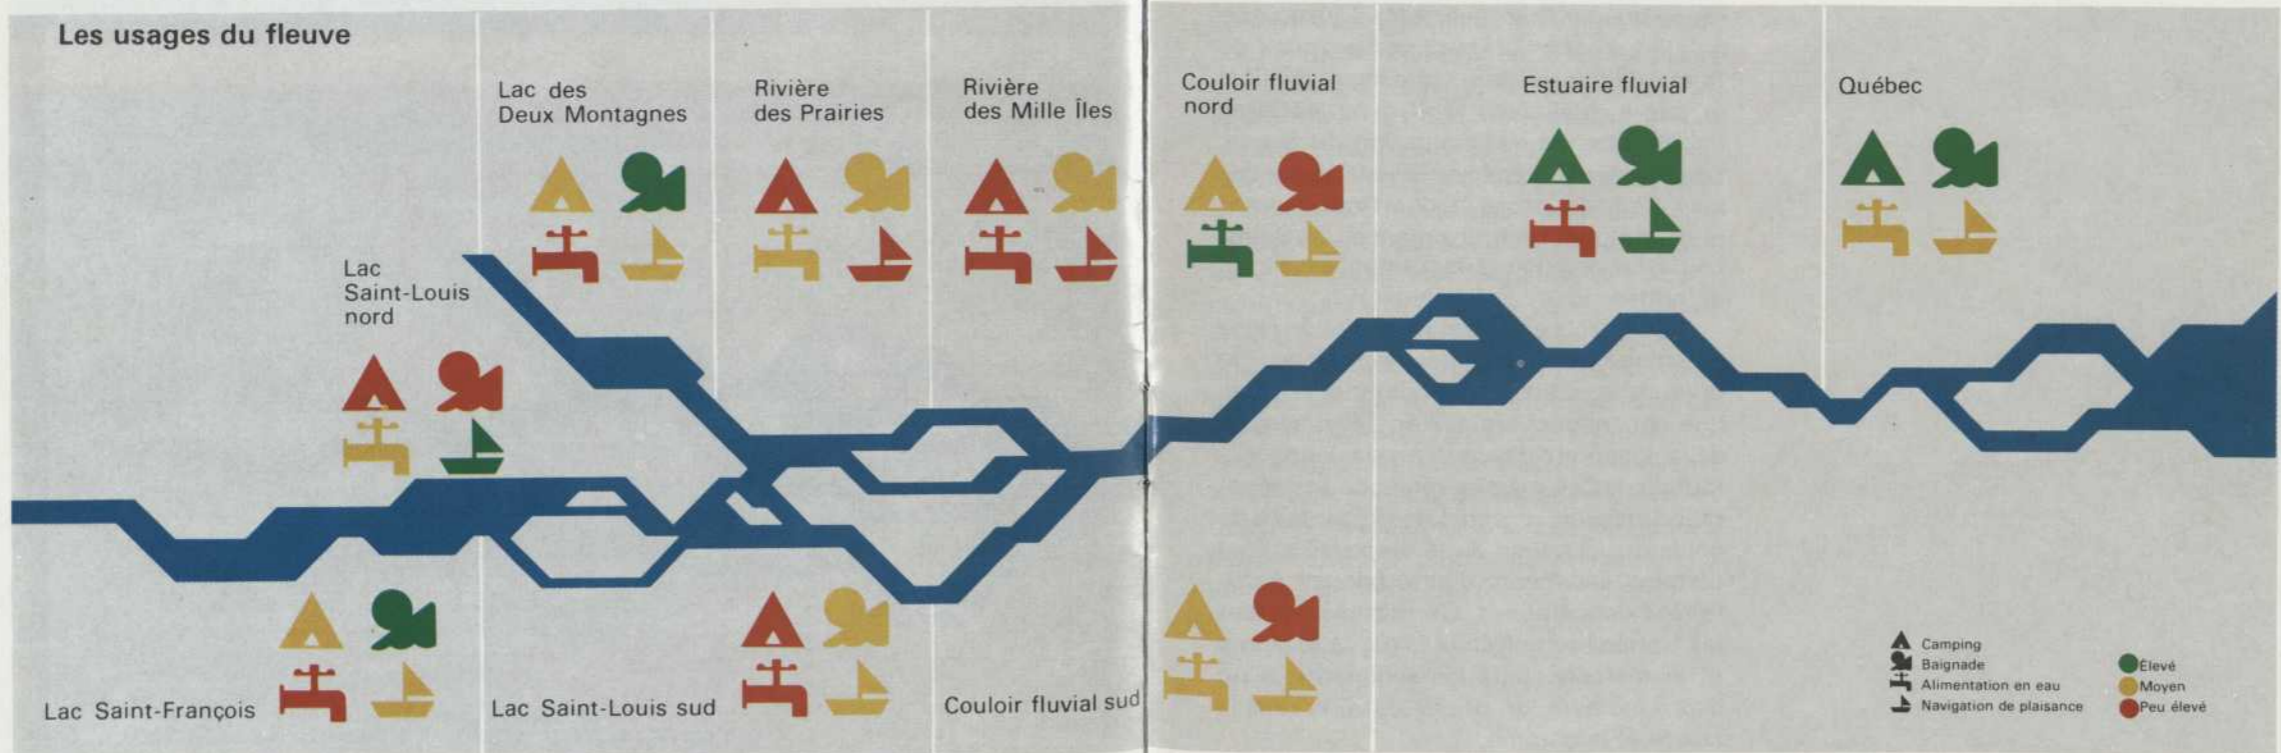 Les usages du fleuve
Lac des
Deux Montagnes
Rivière
des Prairies
Rivière
des Mille Îles
Couloir fluvial
nord
Estuaire fluvial
Québec
Lac
Saint-Louis
nord
Lac Saint-François
Lac Saint-Louis sud
Couloir fluvial sud
Camping
Baignade
Alimentation en eau
Navigation de plaisance
Élevé
Moyen
Peu élevé